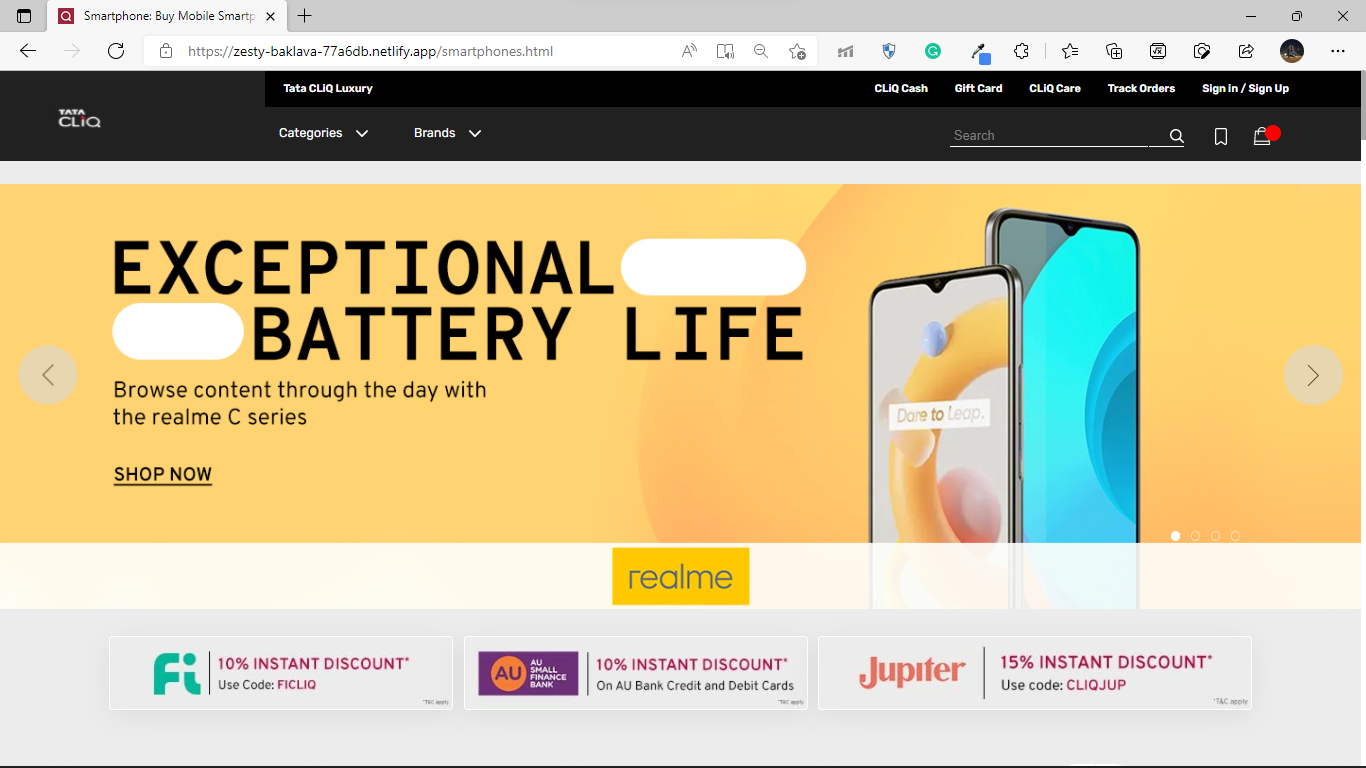 Smartphone: Buy Mobile Smartp
https://zesty-baklava-77a6db.netlify.app/smartphones.html
Tata CLiQ Luxury
CLiQ Cash
Gift Card
CLiQ Care
Track Orders
Sign in / Sign Up
TATA
CLiQ
Categories
Brands
Search
EXCEPTIONAL
BATTERY LIFE
Browse content through the day with
the realme C series
SHOP NOW
Dare to Leap.
realme
Fi
10% INSTANT DISCOUNT*
Use Code: FICLIQ
*T&C apply
AU
AU
SMALL
FINANCE
BANK
10% INSTANT DISCOUNT*
On AU Bank Credit and Debit Cards
*T&C apply
Jupiter
15% INSTANT DISCOUNT*
Use code: CLIQJUP
*T&C apply